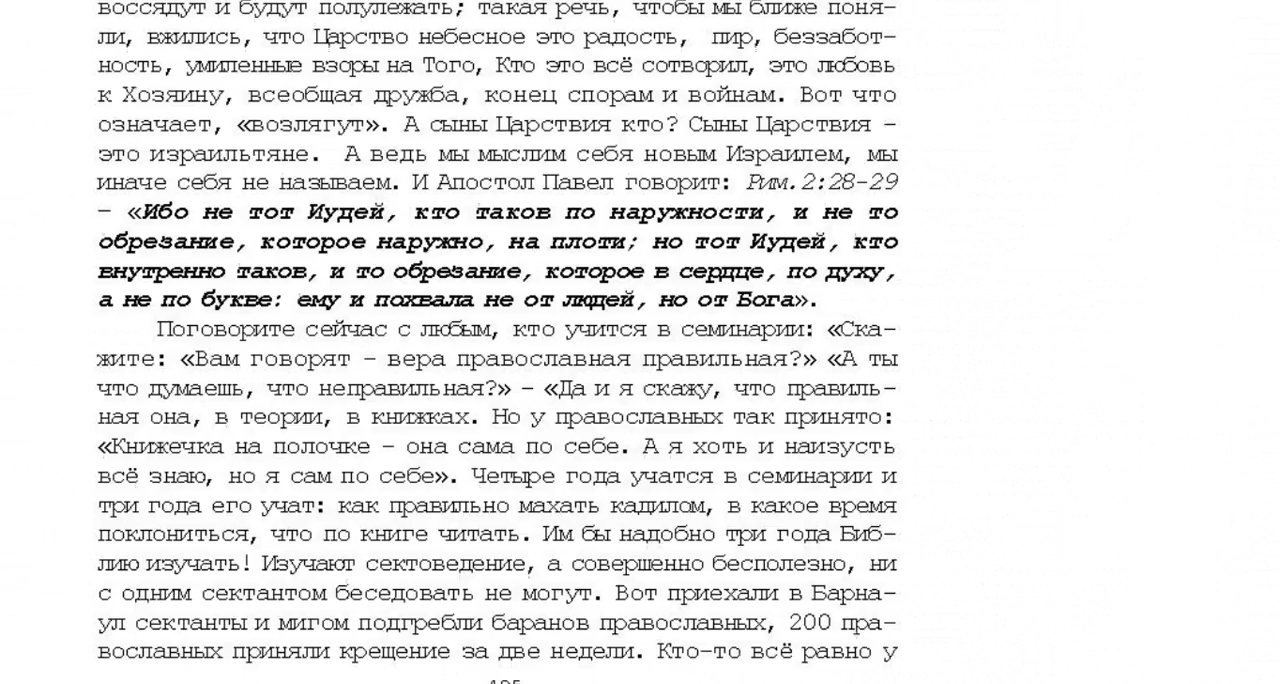 воссядут и будут полулежать; такая речь, чтобы мы ближе поня-
ли, вжились, что Царство небесное это радость, пир, беззабот-
ность, умиленные взоры на Того, Кто это всё сотворил, это любовь
к Хозяину, всеобщая дружба, конец спорам и войнам. Вот что
означает, «возлягут». А сыны Царствия кто? Сыны Царствия –
это израильтяне. А ведь мы мыслим себя новым Израилем, мы
иначе себя не называем. И Апостол Павел говорит: Рим.2:28-29
– «Ибо не тот Иудей, кто таков по наружности, и не то
обрезание, которое наружно, на плоти; но тот Иудей, кто
внутренно таков, и то обрезание, которое в сердце, по духу,
а не по букве: ему и похвала не от людей, но от Бога».
Поговорите сейчас с любым, кто учится в семинарии: «Ска-
жите: «Вам говорят – вера православная правильная?» «А ты
что думаешь, что неправильная?» – «Да и я скажу, что правиль-
ная она, в теории, в книжках. Но у православных так принято:
«Книжечка на полочке – она сама по себе. А я хоть и наизусть
всё знаю, но я сам по себе». Четыре года учатся в семинарии и
три года его учат: как правильно махать кадилом, в какое время
поклониться, что по книге читать. Им бы надобно три года Биб-
лию изучать! Изучают сектоведение, а совершенно бесполезно, ни
с одним сектантом беседовать не могут. Вот приехали в Барна-
ул сектанты и мигом подгребли баранов православных, 200 пра-
вославных приняли крещение за две недели. Кто-то всё равно у